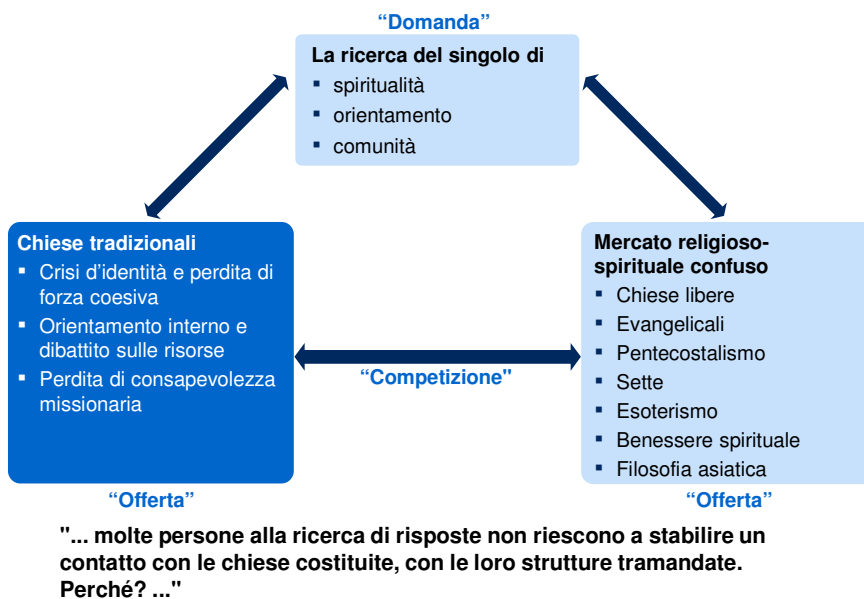 “Domanda”
La ricerca del singolo di
▪ spiritualità
▪ orientamento
▪ comunità
Chiese tradizionali
▪ Crisi d’identità e perdita di
forza coesiva
▪ Orientamento interno e
dibattito sulle risorse
▪ Perdita di consapevolezza
missionaria
“Competizione"
Mercato religioso-
spirituale confuso
▪ Chiese libere
▪ Evangelicali
▪ Pentecostalismo
▪ Sette
▪ Esoterismo
▪ Benessere spirituale
▪ Filosofia asiatica
“Offerta”
“Offerta”
"... molte persone alla ricerca di risposte non riescono a stabilire un
contatto con le chiese costituite, con le loro strutture tramandate.
Perché? ..."